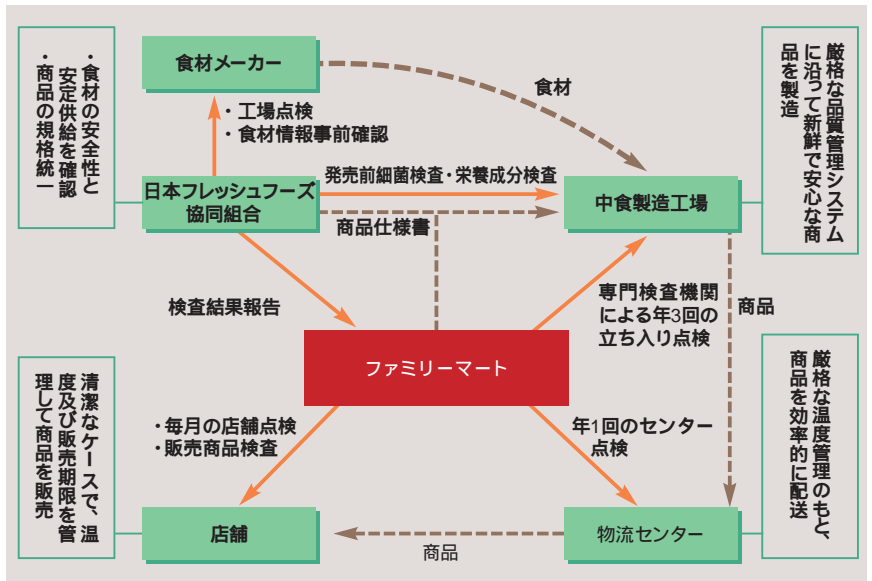 ・食材の安全性と
安定供給を確認
・商品の規格統一
食材メーカー
食材
厳格な品質管理システム
に沿って新鮮で安心な商
品を製造
・工場点検
・食材情報事前確認
日本フレッシュフーズ
協同組合
発売前細菌検査・栄養成分検査
商品仕様書
中食製造工場
検査結果報告
専門検査機関
による年3回の
立ち入り点検
商品
ファミリーマート
清潔なケースで、温
度及び販売期限を管
理して商品を販売
・毎月の店舗点検
・販売商品検査
年1回のセンター
点検
厳格な温度管理のもと、
商品を効率的に配送
店舗
商品
物流センター